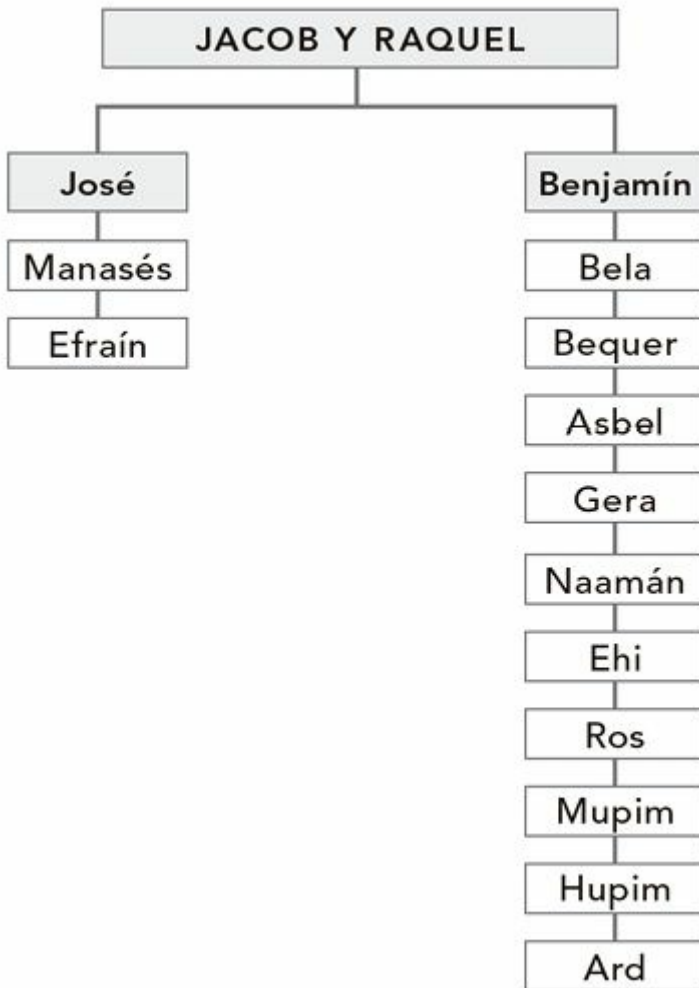 JACOB Y RAQUEL
José
Manasés
Efraín
Benjamín
Bela
Bequer
Asbel
Gera
Naamán
Ehi
Ros
Mupim
Hupim
Ard